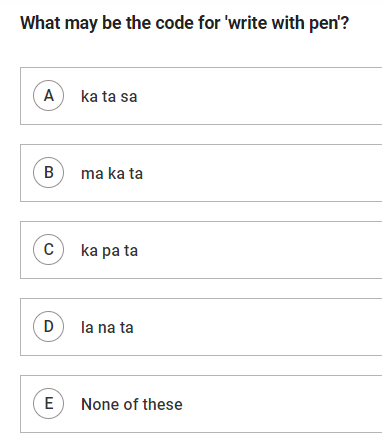 What may be the code for 'write with pen'?
A ka ta sa
B ma ka ta
C ka pa ta
D la na ta
E None of these